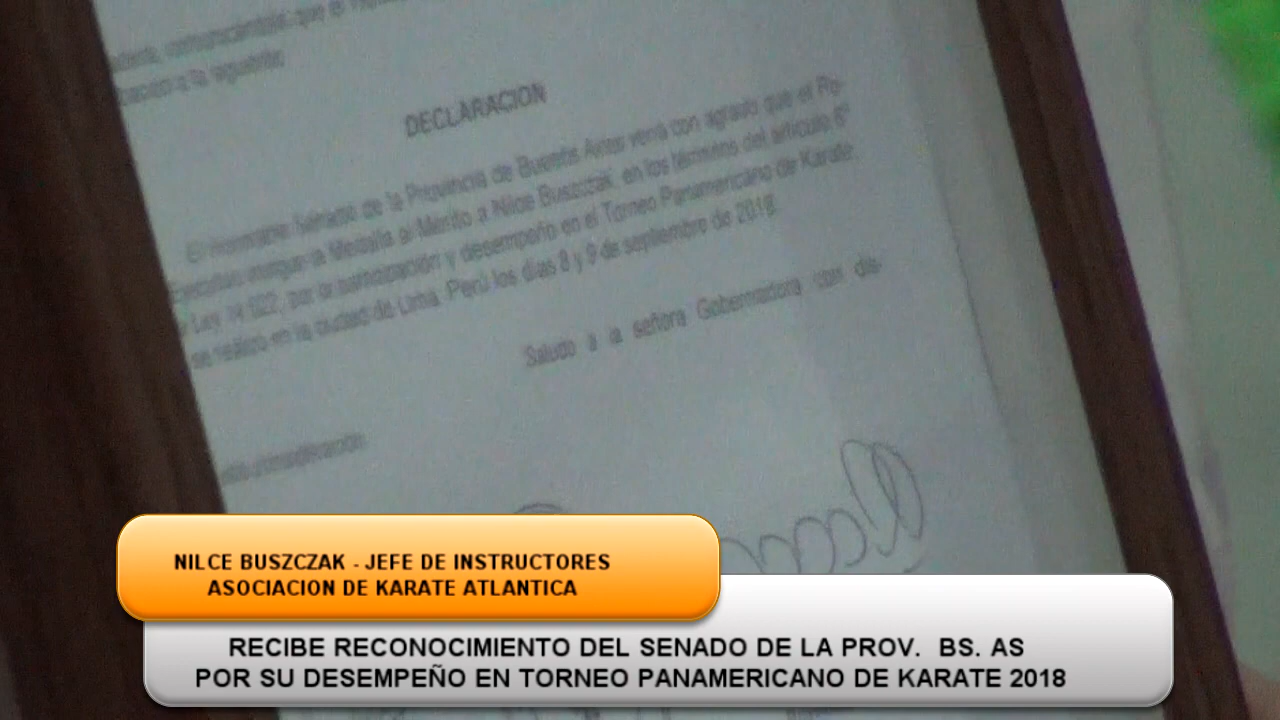 DECLARACION
El Honorable Senado de la Provincia de Buenos Aires vería con agrado que el Po-
Ejecutivo otorgue la Medalla al Mérito a Nilce Buszczak, en los términos del artículo 6º
Ley 14.622, por la participación y desempeño en el Torneo Panamericano de Karate
se realizó en la ciudad de Lima, Perú los días 8 y 9 de septiembre de 2018.
Saludo a la señora Gobernadora con dis-
consideración
NILCE BUSZCZAK - JEFE DE INSTRUCTORES
ASOCIACION DE KARATE ATLANTICA
RECIBE RECONOCIMIENTO DEL SENADO DE LA PROV. BS. AS
POR SU DESEMPEÑO EN TORNEO PANAMERICANO DE KARATE 2018